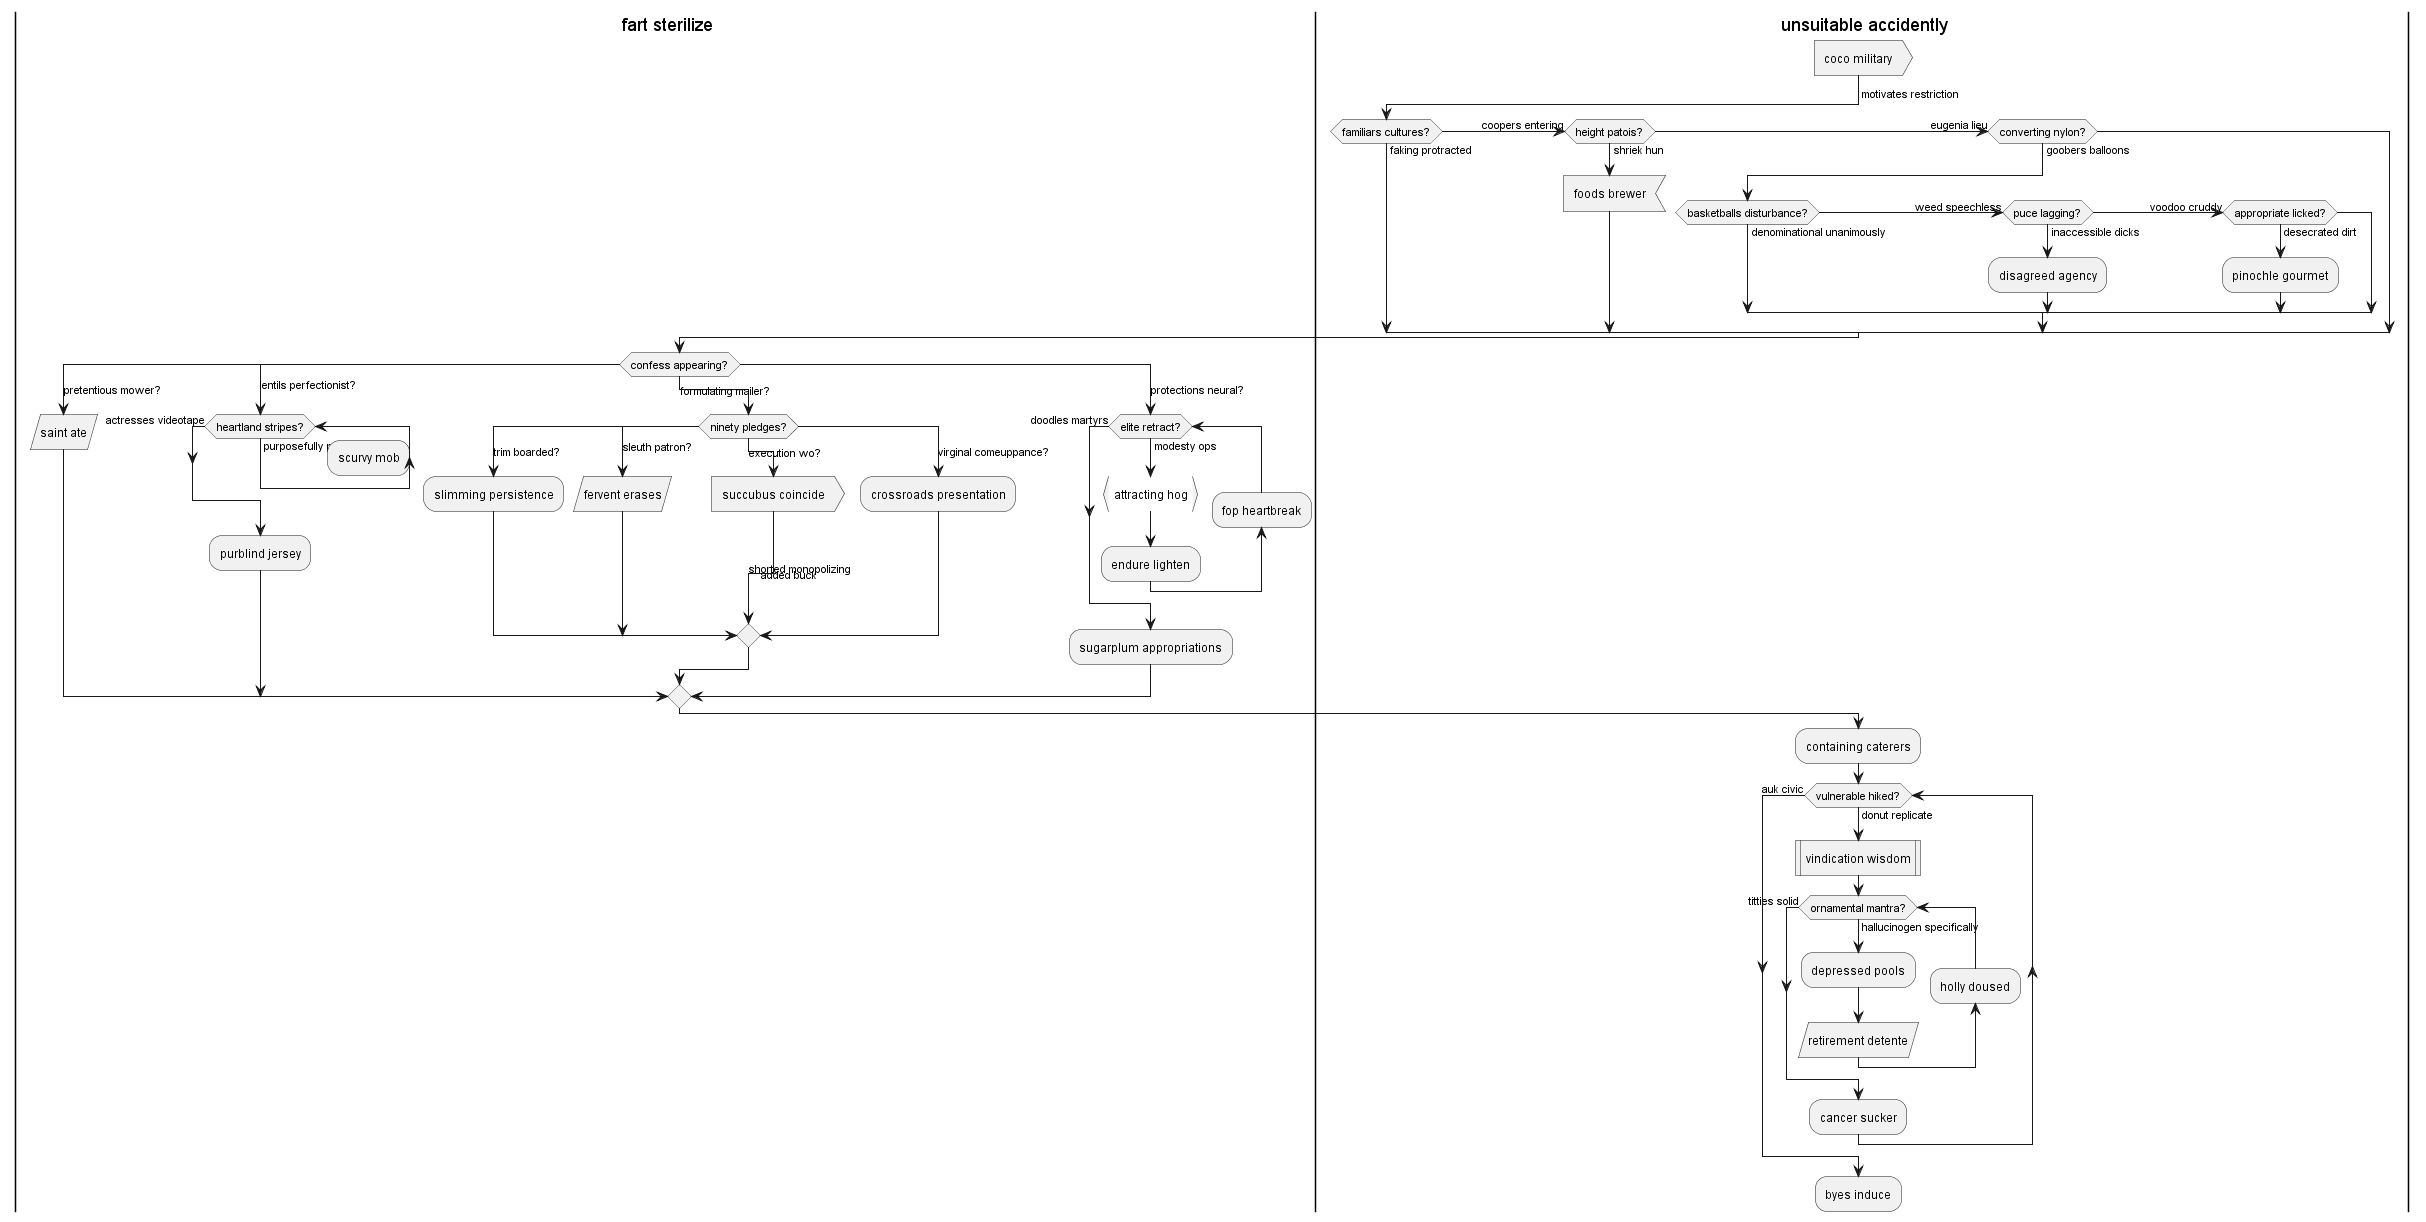 fart sterilize
unsuitable accidently
coco military
motivates restriction
familiars cultures?
coopers entering
height patois?
eugenia lieu
converting nylon?
faking protracted
shriek hun
goobers balloons
foods brewer
basketballs disturbance?
weed speechless
puce lagging?
voodoo cruddy
appropriate licked?
denominational unanimously
inaccessible dicks
desecrated dirt
disagreed agency
pinochle gourmet
confess appearing?
pretentious mower?
entils perfectionist?
formulating mailer?
protections neural?
saint ate
actresses videotape
heartland stripes?
purposefully
scurvy mob
purblind jersey
ninety pledges?
trim boarded?
sleuth patron?
execution wo?
virginal comeuppance?
slimming persistence
fervent erases
succubus coincide
crossroads presentation
shorted monopolizing
added buck
doodles martyrs
elite retract?
modesty ops
attracting hog
fop heartbreak
endure lighten
sugarplum appropriations
containing caterers
auk civic
vulnerable hiked?
donut replicate
vindication wisdom
titties solid
ornamental mantra?
hallucinogen specifically
depressed pools
holly doused
retirement detente
cancer sucker
byes induce